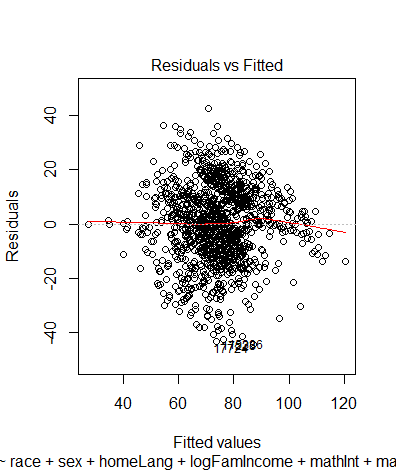 Residuals vs Fitted
Residuals
40
20
0
-20
-40
40
60
80
100
120
Fitted values
~ race + sex + homeLang + logFamIncome + mathInt + ma